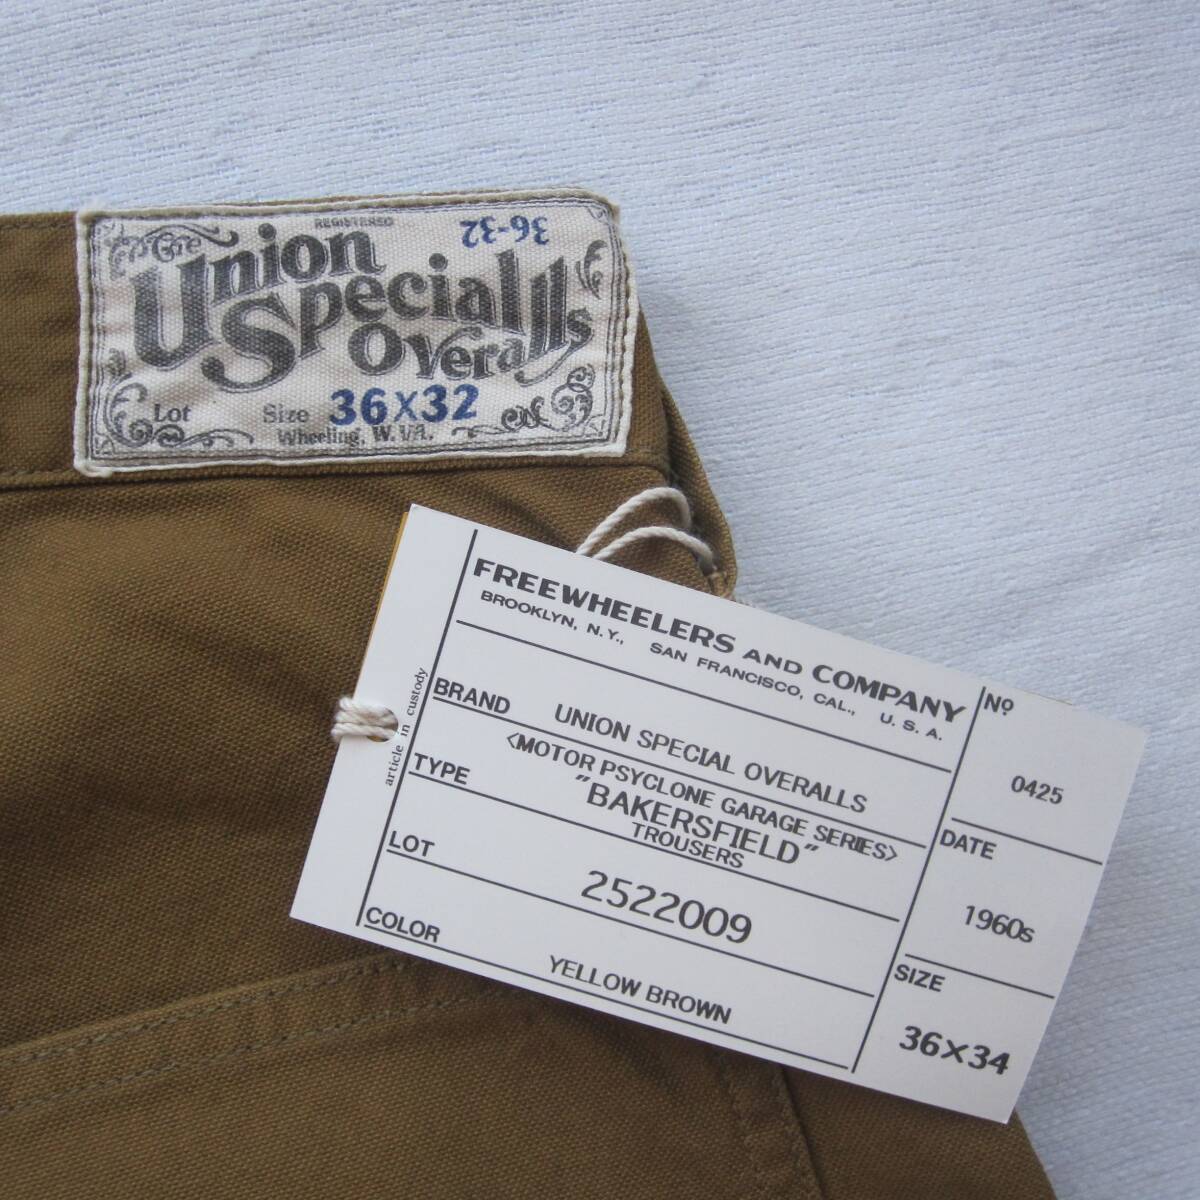 REGISTERED
36-32
The
Union
Special
Overalls
Lot
Size 36X32
Wheeling, W. VA.
article in custody
FREEWHEELERS AND COMPANY
BROOKLYN, N.Y., SAN FRANCISCO, CAL., U.S.A.
BRAND UNION SPECIAL OVERALLS
<MOTOR PSYCLONE GARAGE SERIES>
TYPE "BAKERSFIELD"
TROUSERS
LOT 2522009
COLOR YELLOW BROWN
Nº
0425
DATE
1960s
SIZE
36×34